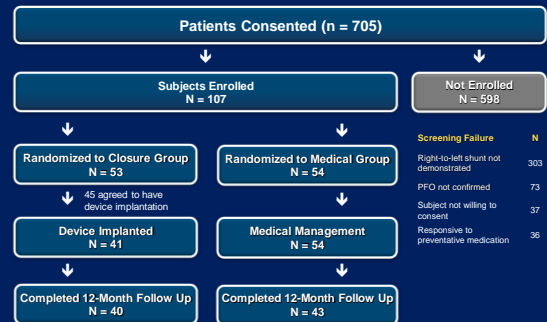 Patients Consented (n = 705)
Subjects Enrolled
N = 107
Not Enrolled
N = 598
Randomized to Closure Group
N = 53
Randomized to Medical Group
N = 54
45 agreed to have
device implantation
Device Implanted
N = 41
Medical Management
N = 54
Completed 12-Month Follow Up
N = 40
Completed 12-Month Follow Up
N = 43
Screening Failure N
Right-to-left shunt not
demonstrated 303
PFO not confirmed 73
Subject not willing to
consent 37
Responsive to
preventative medication 36